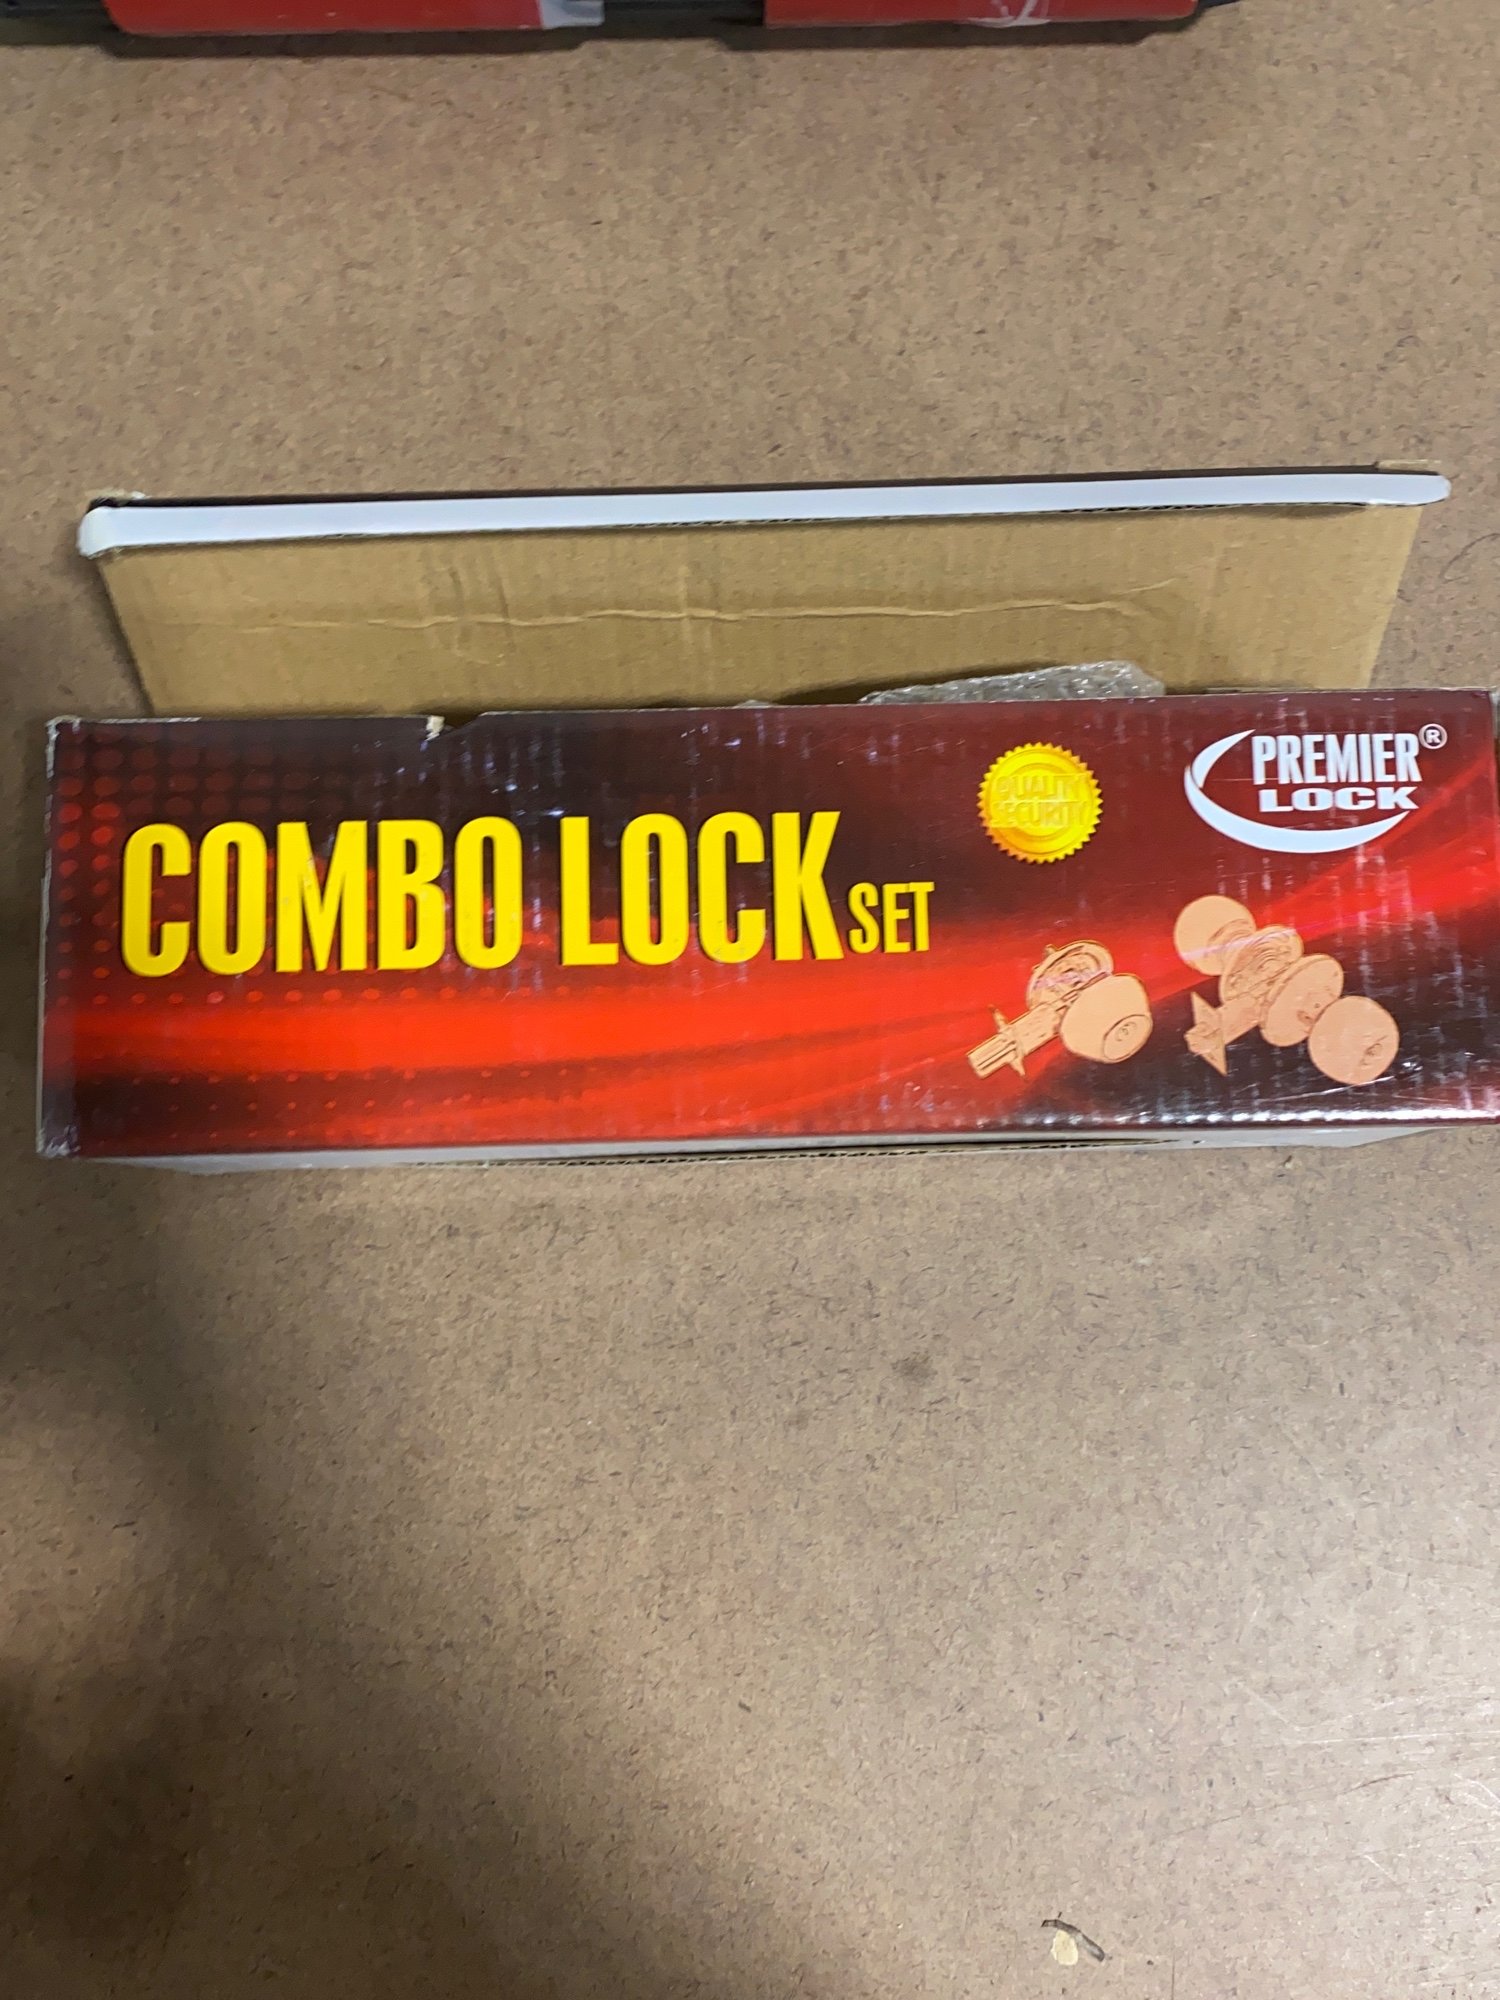 COMBO LOCK SET
QUALITY
SECURITY
PREMIER®
LOCK